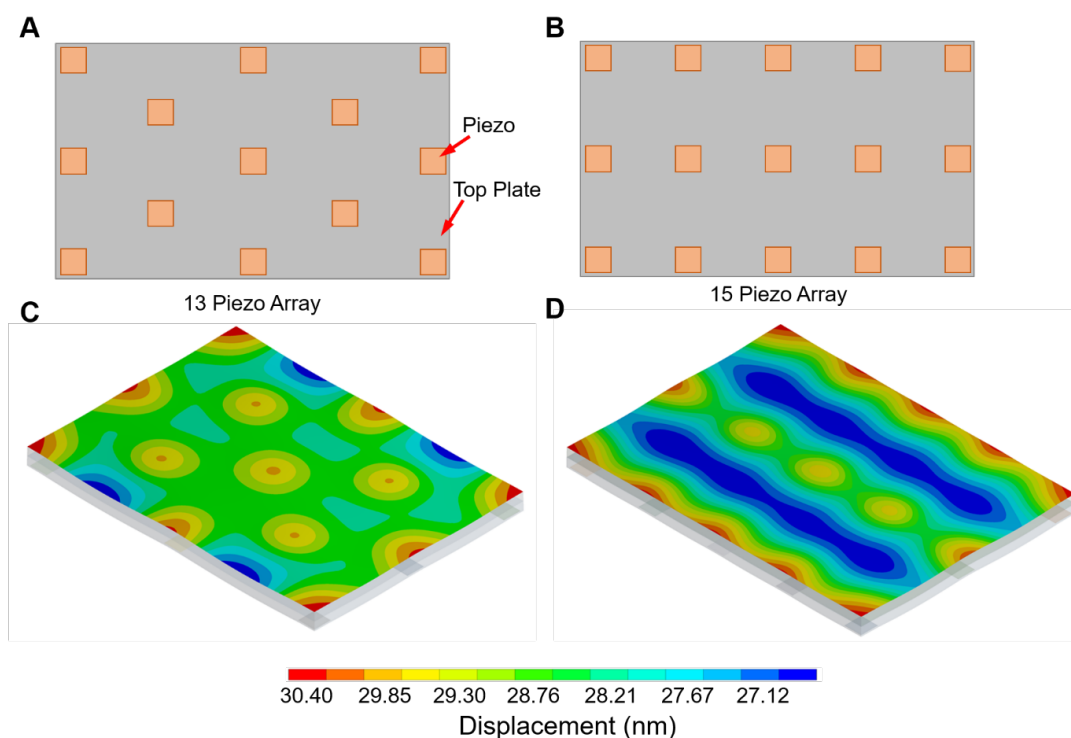 A
B
Piezo
Top Plate
13 Piezo Array
15 Piezo Array
C
D
30.40 29.85 29.30 28.76 28.21 27.67 27.12
Displacement (nm)